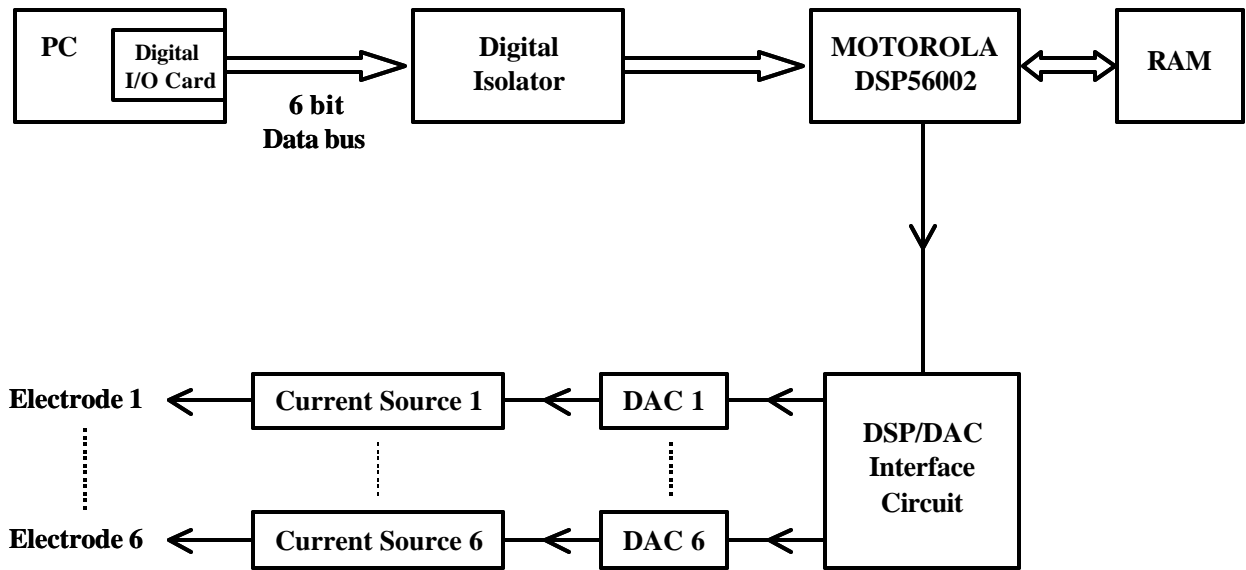 PC
Digital
I/O Card
6 bit
Data bus
Digital
Isolator
MOTOROLA
DSP56002
RAM
Electrode 1
Current Source 1
DAC 1
DSP/DAC
Interface
Circuit
Electrode 6
Current Source 6
DAC 6